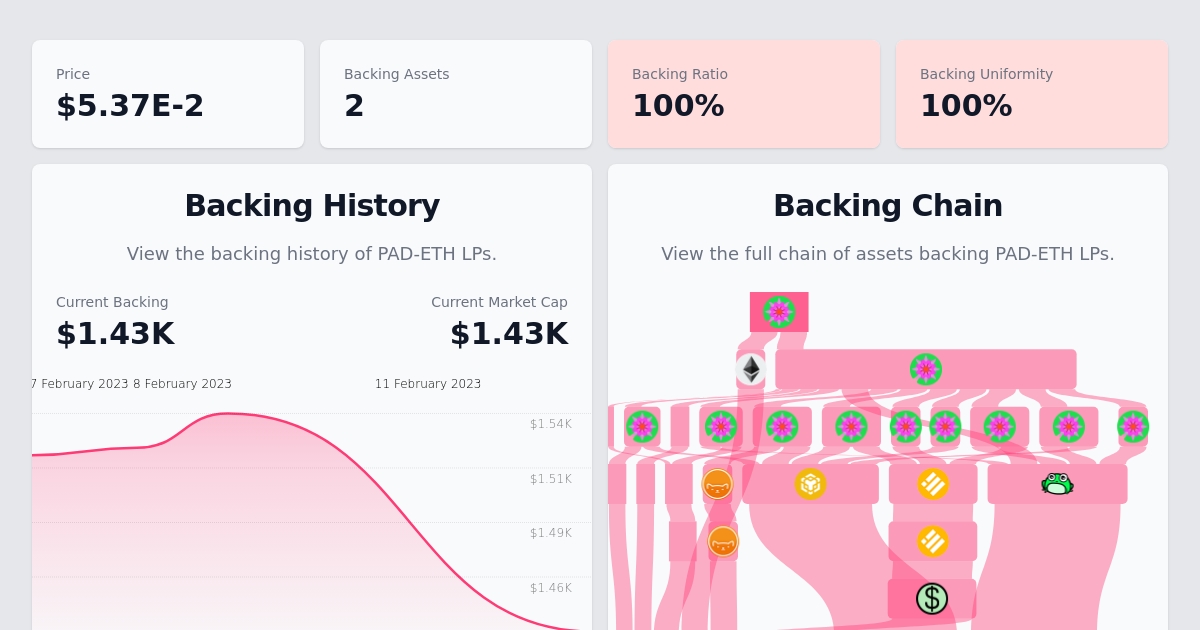 Price
$5.37E-2
Backing Assets
2
Backing Ratio
100%
Backing Uniformity
100%
Backing History
View the backing history of PAD-ETH LPs.
Current Backing
$1.43K
Current Market Cap
$1.43K
7 February 2023 8 February 2023 11 February 2023
$1.54K
$1.51K
$1.49K
$1.46K
Backing Chain
View the full chain of assets backing PAD-ETH LPs.
$